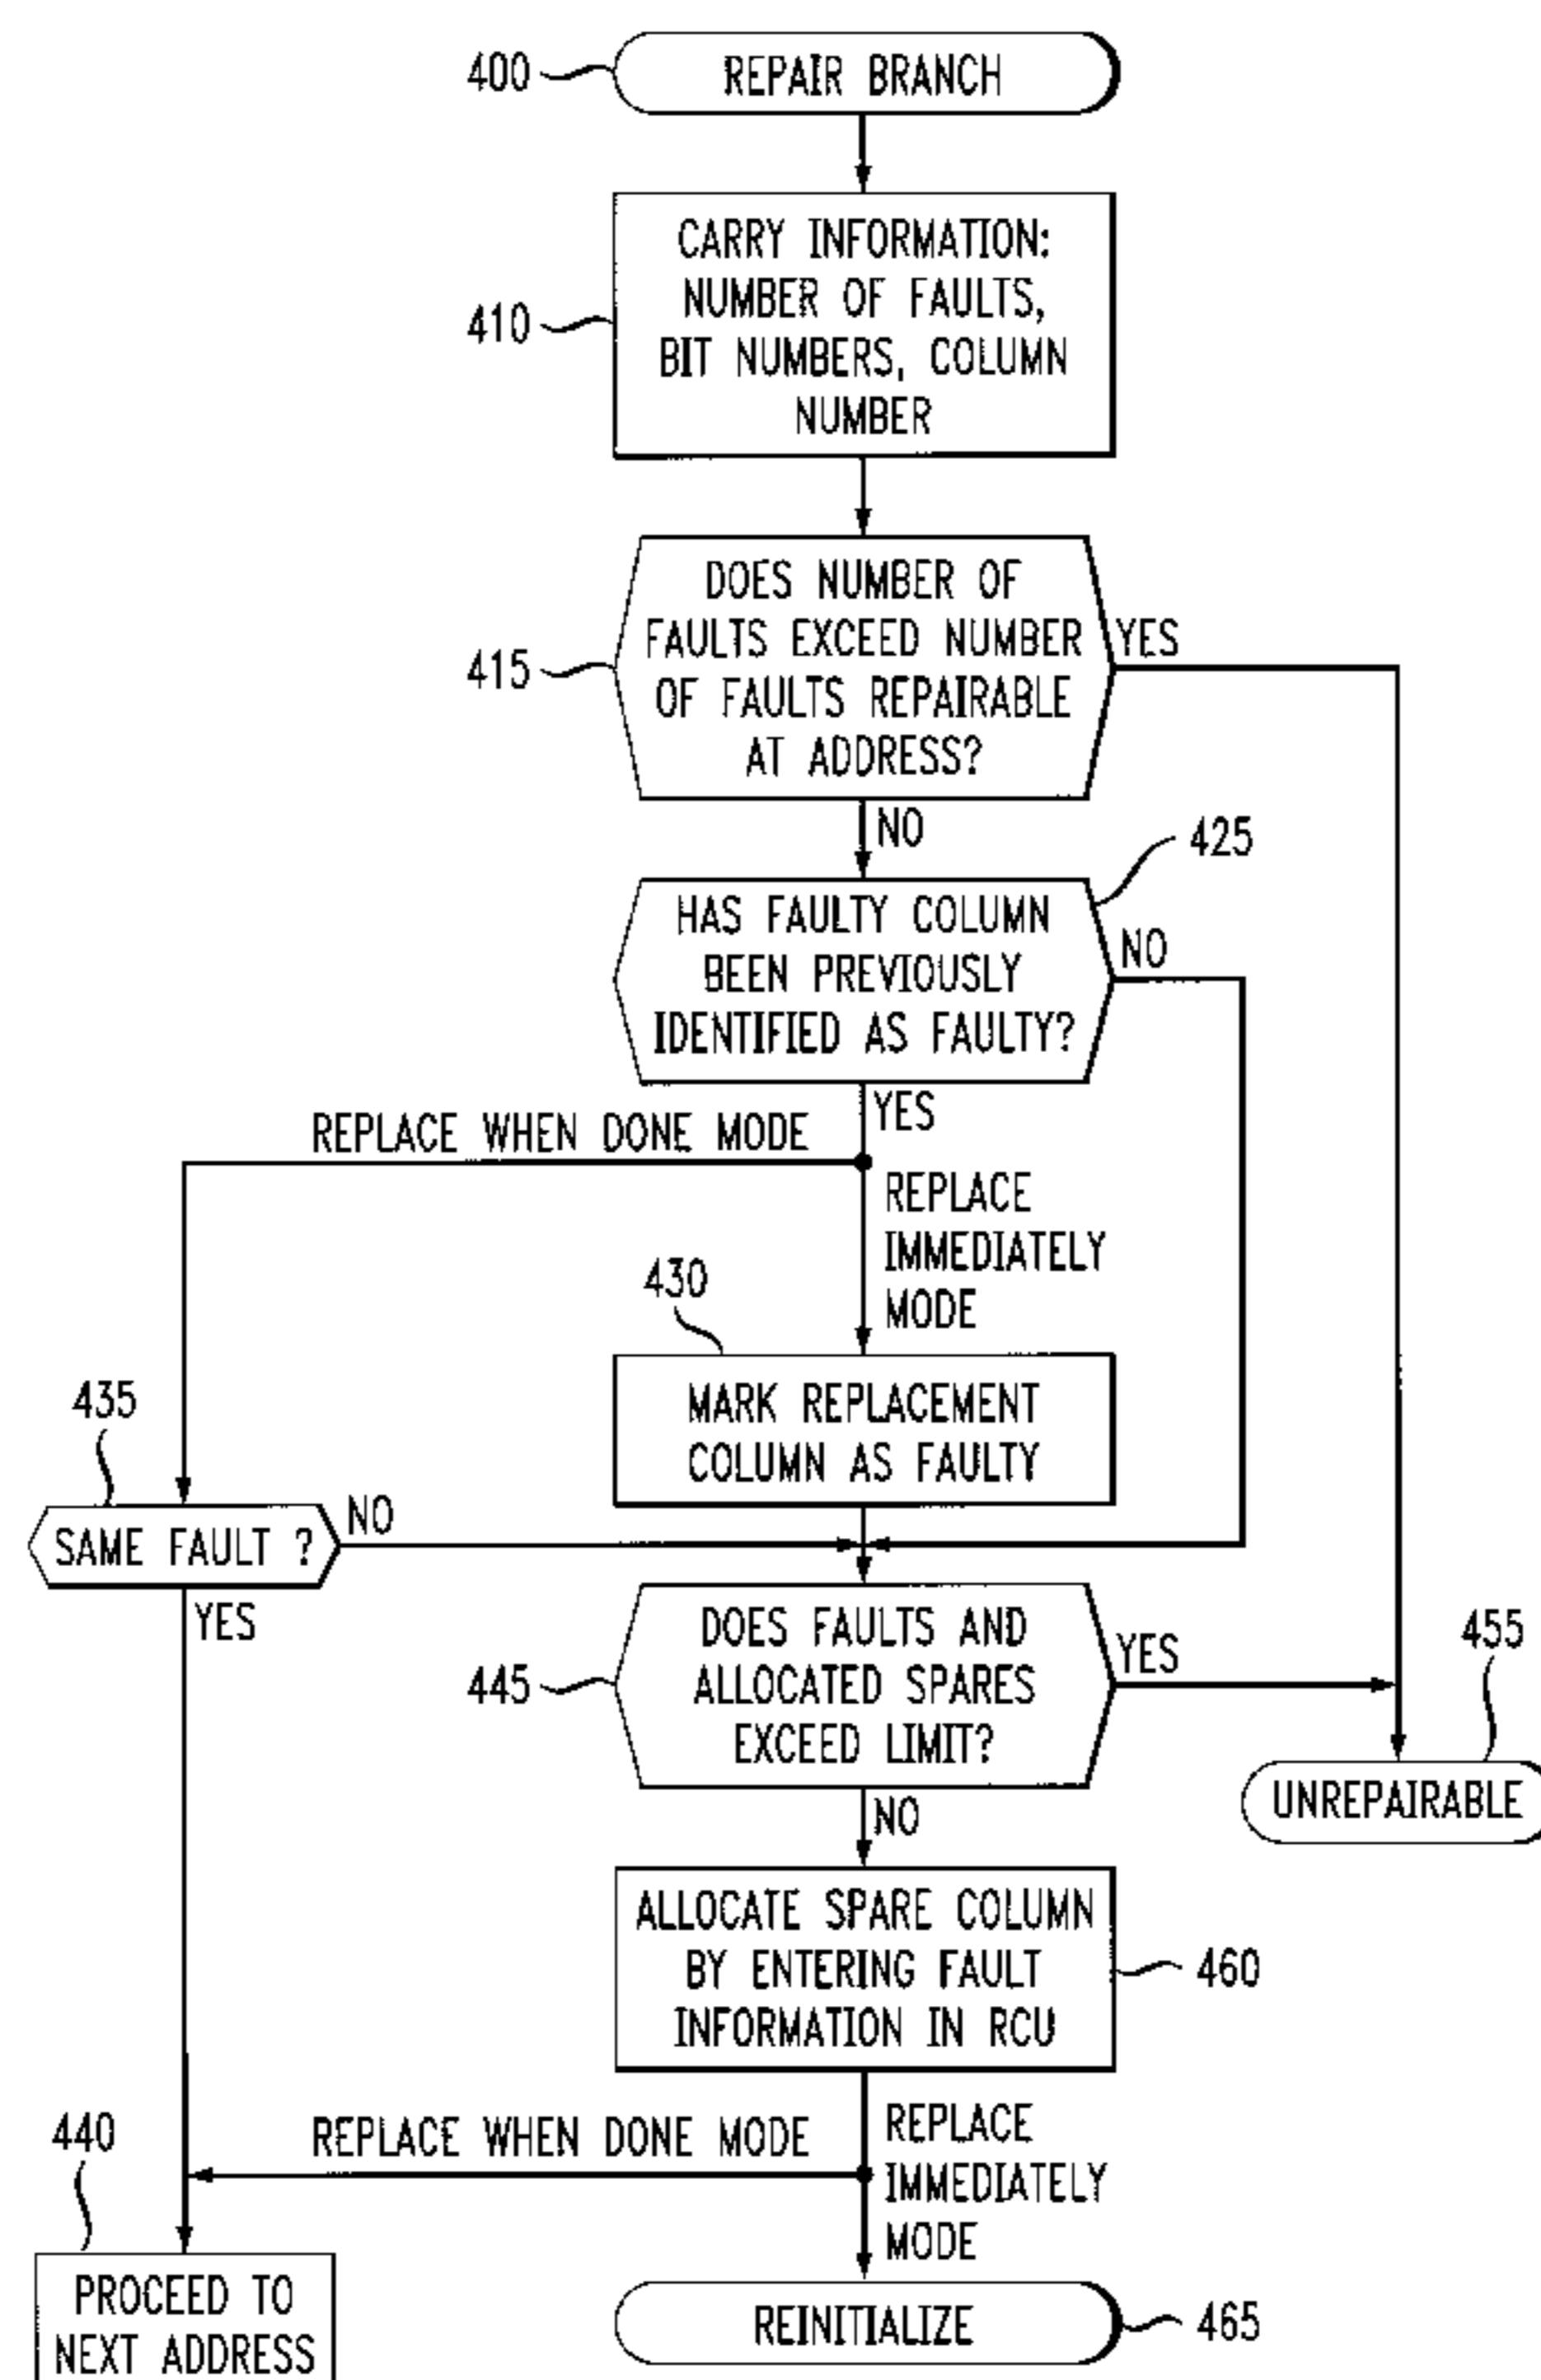 400
REPAIR BRANCH
410
CARRY INFORMATION:
NUMBER OF FAULTS,
BIT NUMBERS, COLUMN
NUMBER
415
DOES NUMBER OF
FAULTS EXCEED NUMBER
OF FAULTS REPAIRABLE
AT ADDRESS?
YES
NO
425
HAS FAULTY COLUMN
BEEN PREVIOUSLY
IDENTIFIED AS FAULTY?
NO
YES
REPLACE WHEN DONE MODE
REPLACE
IMMEDIATELY
MODE
430
MARK REPLACEMENT
COLUMN AS FAULTY
435
SAME FAULT ?
NO
YES
445
DOES FAULTS AND
ALLOCATED SPARES
EXCEED LIMIT?
YES
NO
455
UNREPAIRABLE
ALLOCATE SPARE COLUMN
BY ENTERING FAULT
INFORMATION IN RCU
460
REPLACE WHEN DONE MODE
REPLACE
IMMEDIATELY
MODE
440
PROCEED TO
NEXT ADDRESS
REINITIALIZE
465